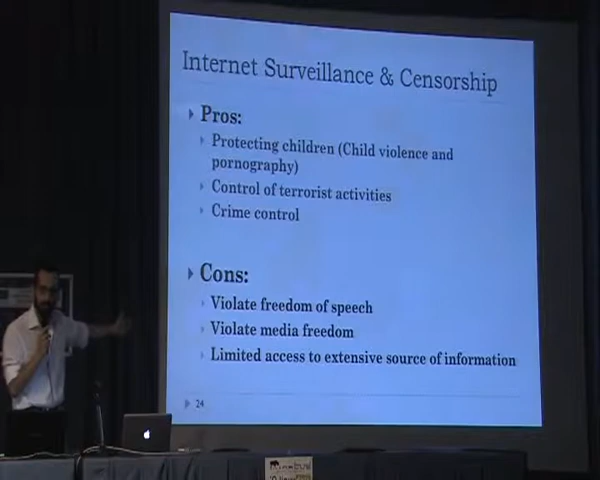 Internet Surveillance & Censorship
Pros:
Protecting children (Child violence and
pornography)
Control of terrorist activities
Crime control
Cons:
Violate freedom of speech
Violate media freedom
Limited access to extensive source of information
24